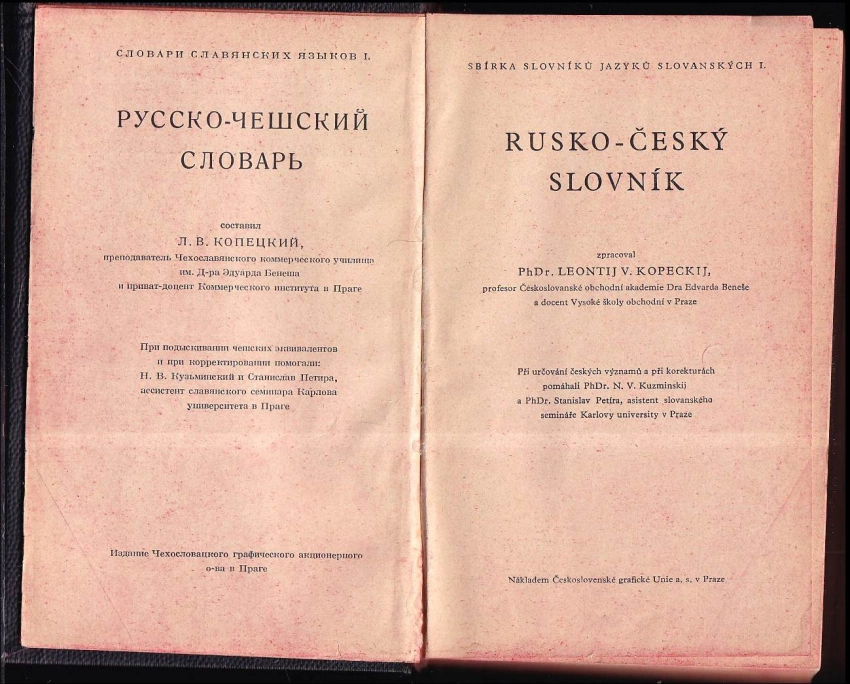 СЛОВАРИ СЛАВЯНСКИХ ЯЗЫКОВ I.
РУССКО-ЧЕШСКИЙ
СЛОВАРЬ
составил
Л. В. КОПЕЦКИЙ,
преподаватель Чехославянского коммерческого училища
им. Д-ра Эдуарда Бенеша
и приват-доцент Коммерческого института в Праге
При подыскивании чешских эквивалентов
и при корректировании помогали:
Н. В. Кузьминский и Станислав Петира,
ассистент славянского семинара Карлова
университета в Праге
Издание Чехословацкого графического акционерного
о-ва в Праге
SBÍRKA SLOVNÍKŮ JAZYKŮ SLOVANSKÝCH I.
RUSKO-ČESKÝ
SLOVNÍK
zpracoval
PhDr. LEONTIJ V. KOPECKIJ,
profesor Československé obchodní akademie Dra Edvarda Beneše
a docent Vysoké školy obchodní v Praze
Při určování českých významů a při korekturách
pomáhali PhDr. N. V. Kuzminskij
a PhDr. Stanislav Petíra, asistent slovanského
semináře Karlovy university v Praze
Nákladem Československé grafické Unie a. s. v Praze